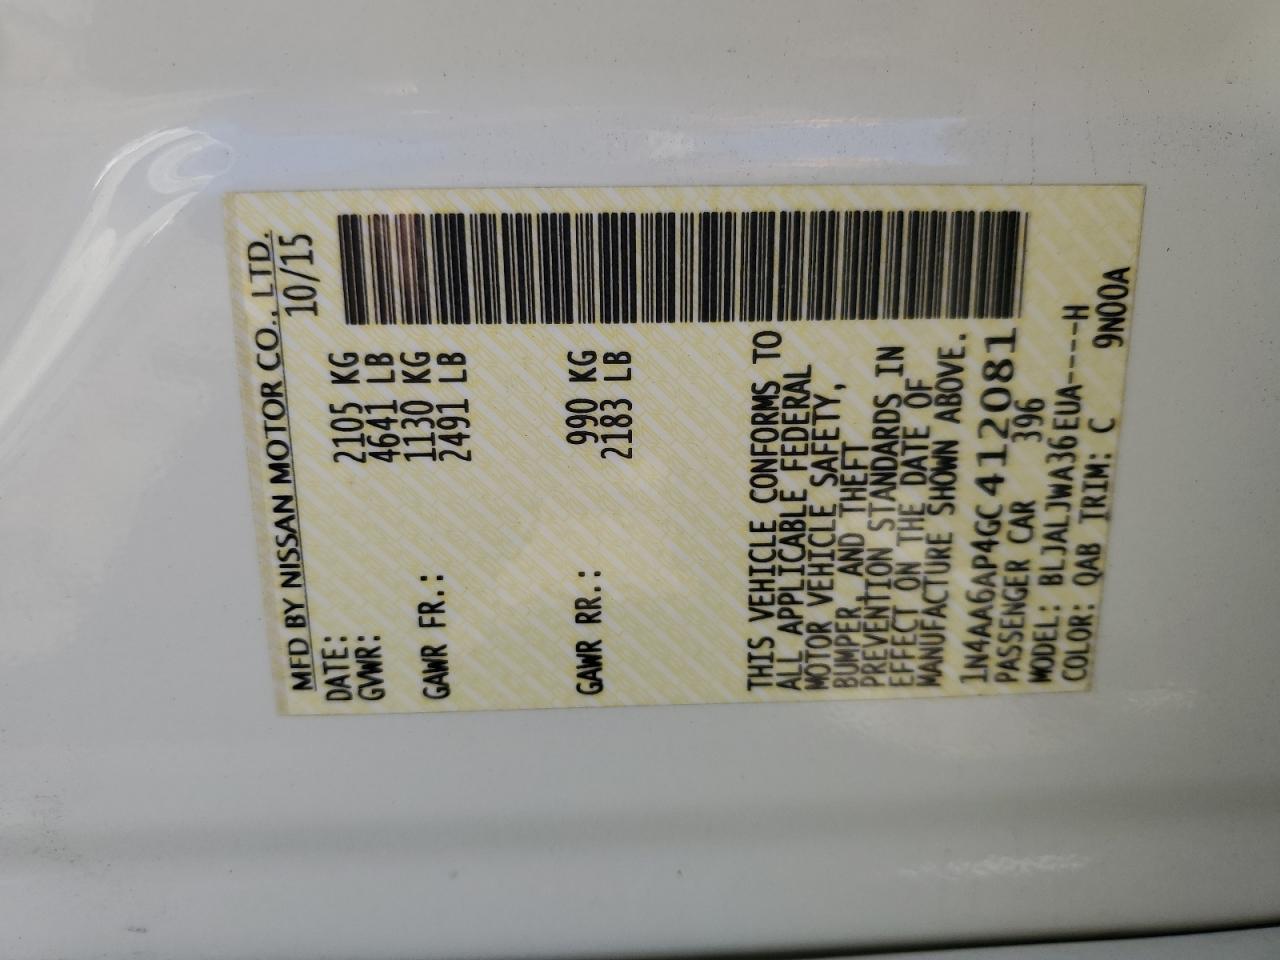 MFD BY NISSAN MOTOR CO., LTD.
DATE: 10/15
GVWR: 2105 KG
4641 LB
GAWR FR.: 1130 KG
2491 LB
GAWR RR.: 990 KG
2183 LB
THIS VEHICLE CONFORMS TO
ALL APPLICABLE FEDERAL
MOTOR VEHICLE SAFETY,
BUMPER, AND THEFT
PREVENTION STANDARDS IN
EFFECT ON THE DATE OF
MANUFACTURE SHOWN ABOVE.
1N4AA6AP4GC412081
PASSENGER CAR 396
MODEL: BLJALJWA36EUA----H
COLOR: QAB TRIM: C 9N00A